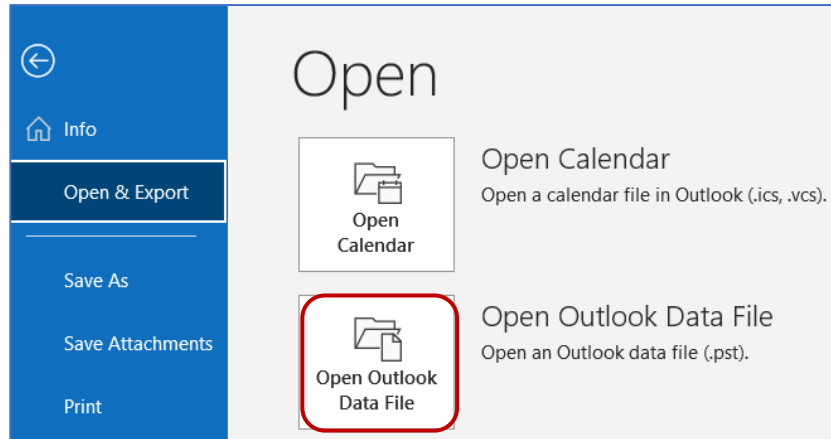 Open
Info
Open & Export
Save As
Save Attachments
Print
Open
Calendar
Open Calendar
Open a calendar file in Outlook (.ics, .vcs).
Open Outlook
Data File
Open Outlook Data File
Open an Outlook data file (.pst).